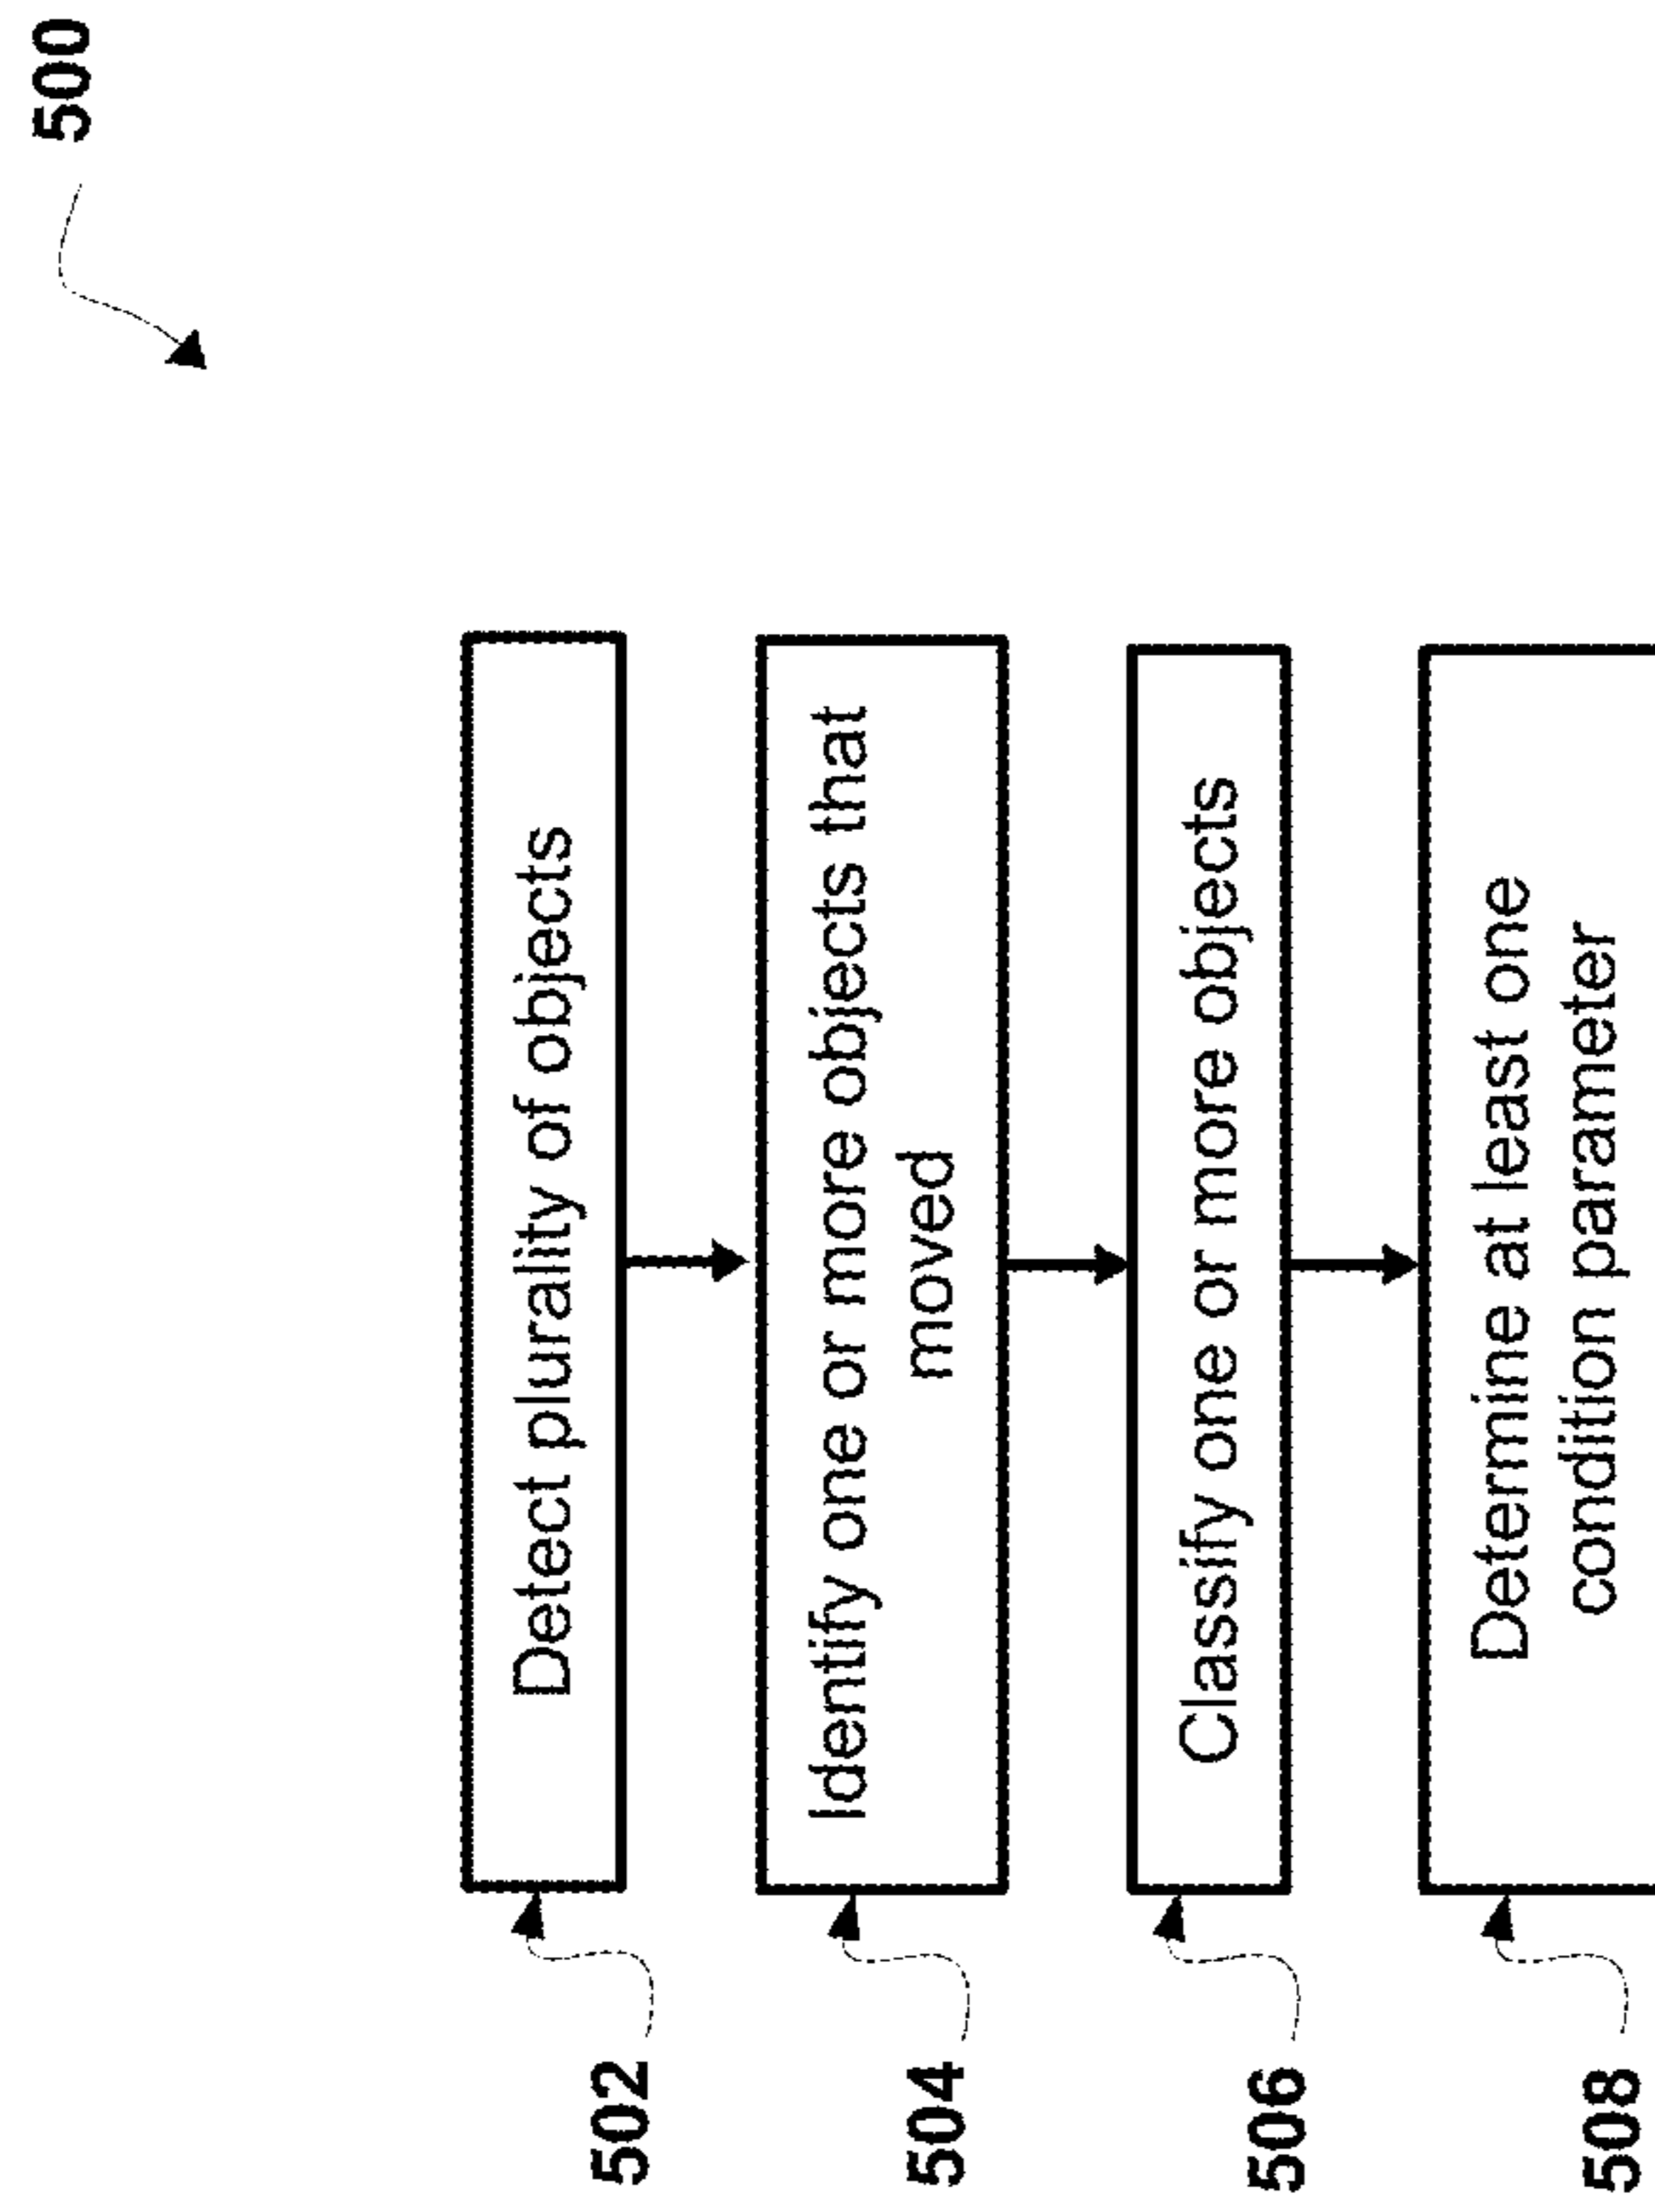 500
502
Detect plurality of objects
504
Identify one or more objects that
moved
506
Classify one or more objects
508
Determine at least one
condition parameter